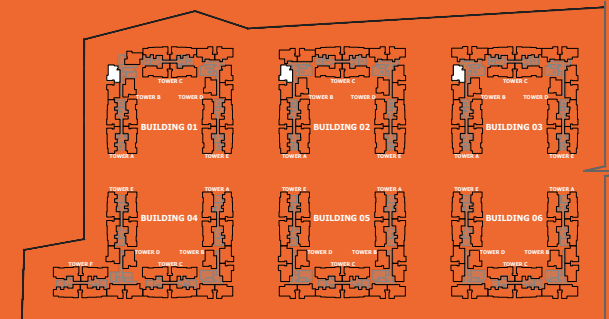 TOWER C TOWER C TOWER C
TOWER B TOWER D TOWER B TOWER D TOWER B TOWER D
BUILDING 01 BUILDING 02 BUILDING 03
TOWER A TOWER E TOWER A TOWER E TOWER A TOWER E
TOWER E TOWER A TOWER E TOWER A TOWER E TOWER A
BUILDING 04 BUILDING 05 BUILDING 06
TOWER D TOWER B TOWER D TOWER B TOWER D TOWER B
TOWER F TOWER C TOWER C TOWER C